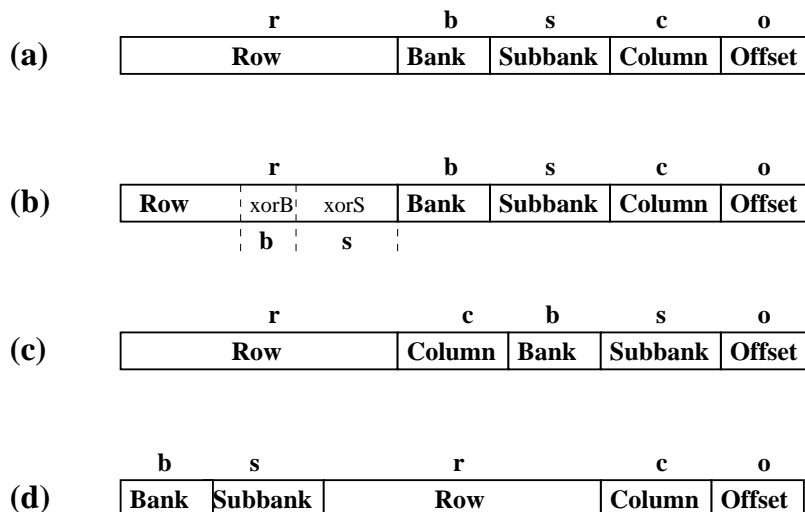 r b s c o
(a) Row Bank Subbank Column Offset
r b s c o
(b) Row xorB xorS Bank Subbank Column Offset
b s
r c b s o
(c) Row Column Bank Subbank Offset
b s r c o
(d) Bank Subbank Row Column Offset